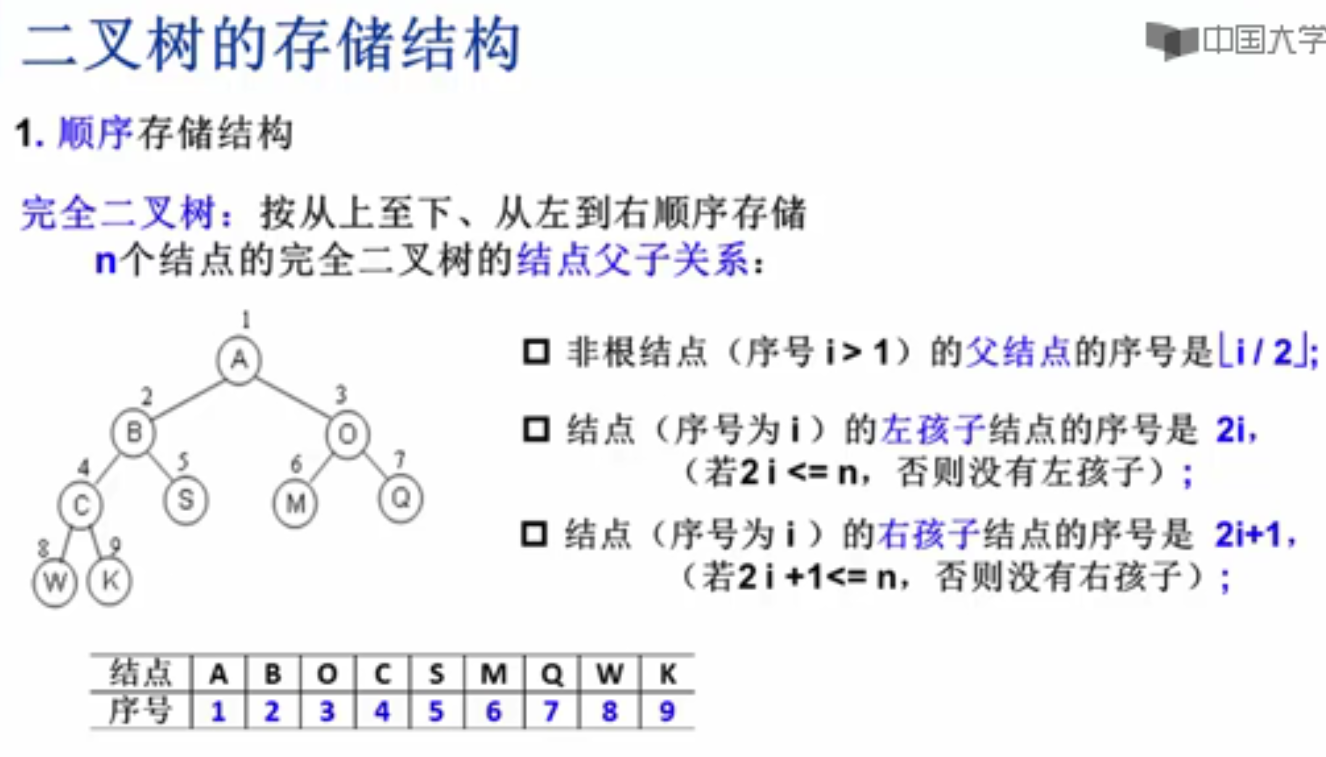 二叉树的存储结构
中国大学
1. 顺序存储结构
完全二叉树：按从上至下、从左到右顺序存储
n个结点的完全二叉树的结点父子关系：
1
A
2
3
B
O
4
5
6
7
C
S
M
Q
8
9
W
K
非根结点（序号 i > 1）的父结点的序号是⌊i / 2⌋;
结点（序号为 i ）的左孩子结点的序号是 2i，
（若2 i <= n，否则没有左孩子）;
结点（序号为 i ）的右孩子结点的序号是 2i+1，
（若2 i +1<= n，否则没有右孩子）;
结点 A B O C S M Q W K
序号 1 2 3 4 5 6 7 8 9